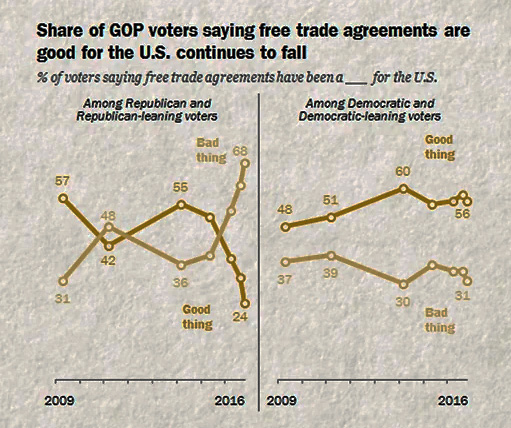 Share of GOP voters saying free trade agreements are
good for the U.S. continues to fall
% of voters saying free trade agreements have been a ___ for the U.S.
Among Republican and
Republican-leaning voters
Among Democratic and
Democratic-leaning voters
Bad
thing
68
57
48
42
55
36
31
Good
thing
24
2009
2016
Good
thing
60
48
51
56
37
39
30
31
Bad
thing
2009
2016